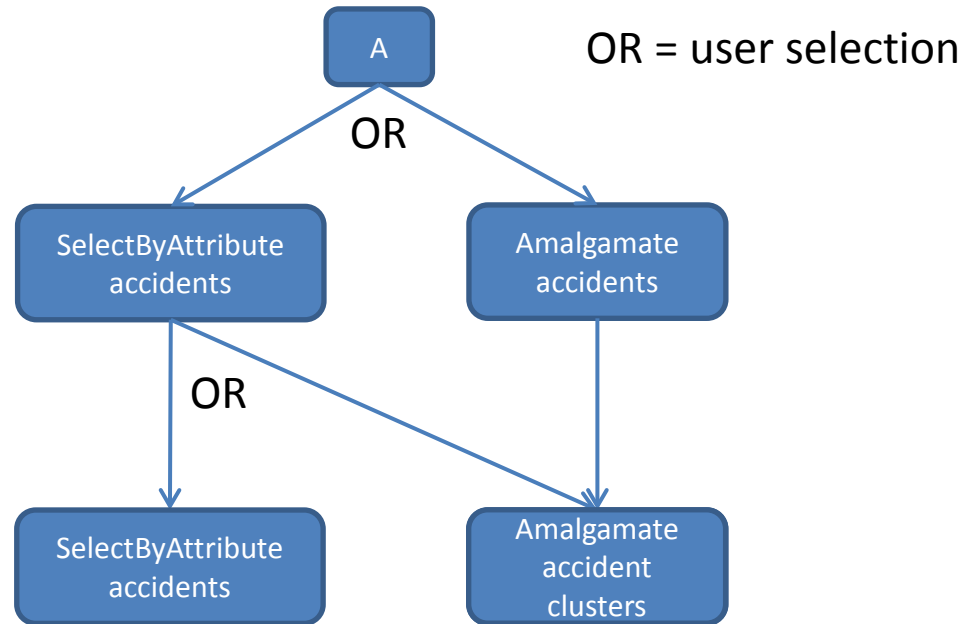 A
OR = user selection
OR
SelectByAttribute
accidents
Amalgamate
accidents
OR
SelectByAttribute
accidents
Amalgamate
accident
clusters